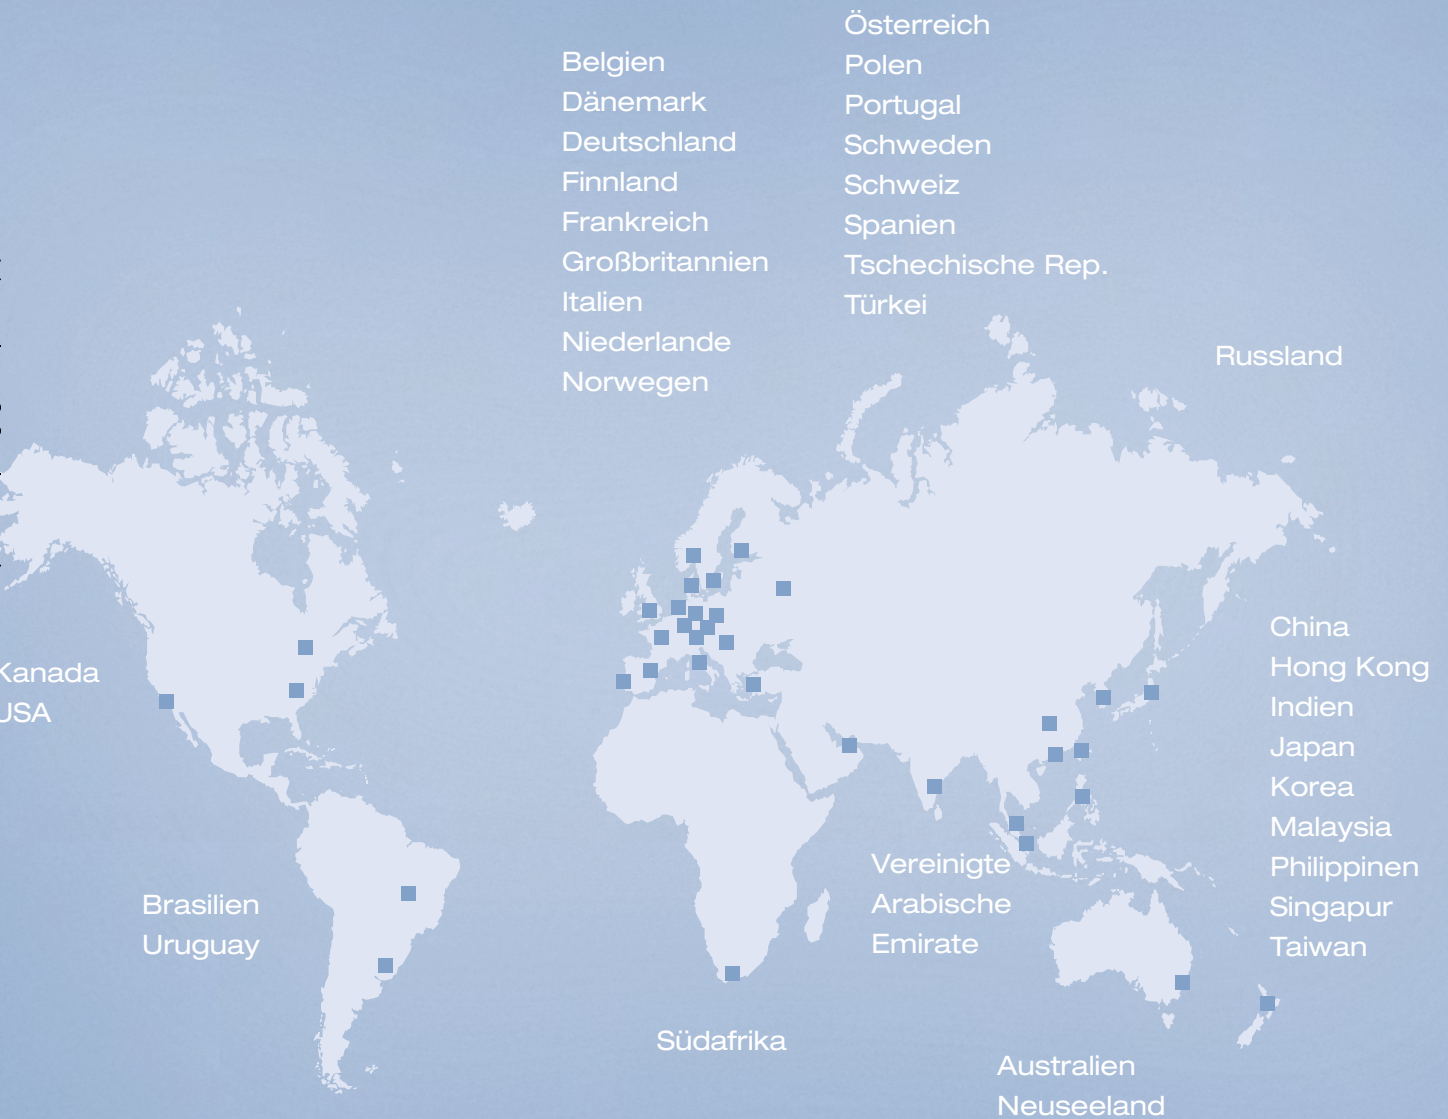 Belgien
Dänemark
Deutschland
Finnland
Frankreich
Großbritannien
Italien
Niederlande
Norwegen
Österreich
Polen
Portugal
Schweden
Schweiz
Spanien
Tschechische Rep.
Türkei
Russland
Kanada
USA
China
Hong Kong
Indien
Japan
Korea
Malaysia
Philippinen
Singapur
Taiwan
Brasilien
Uruguay
Vereinigte
Arabische
Emirate
Südafrika
Australien
Neuseeland